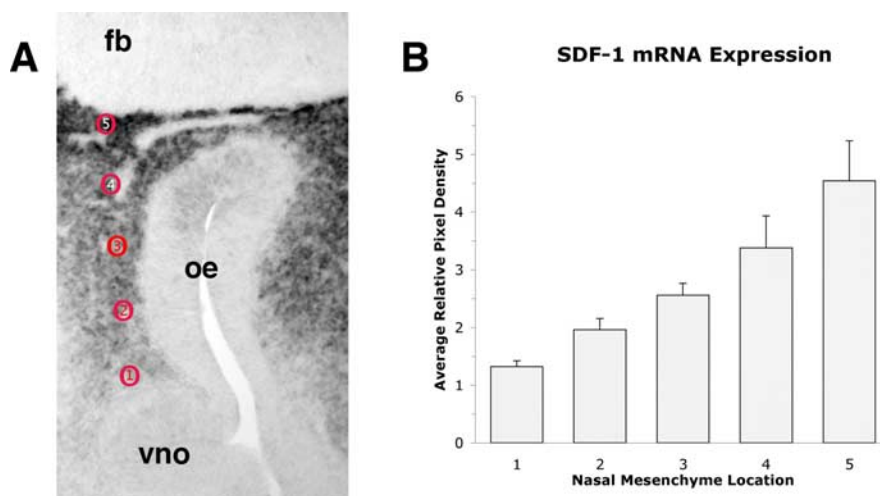 A
fb
5
4
3
2
1
oe
vno
B
SDF-1 mRNA Expression
Average Relative Pixel Density
6
5
4
3
2
1
0
1 2 3 4 5
Nasal Mesenchyme Location